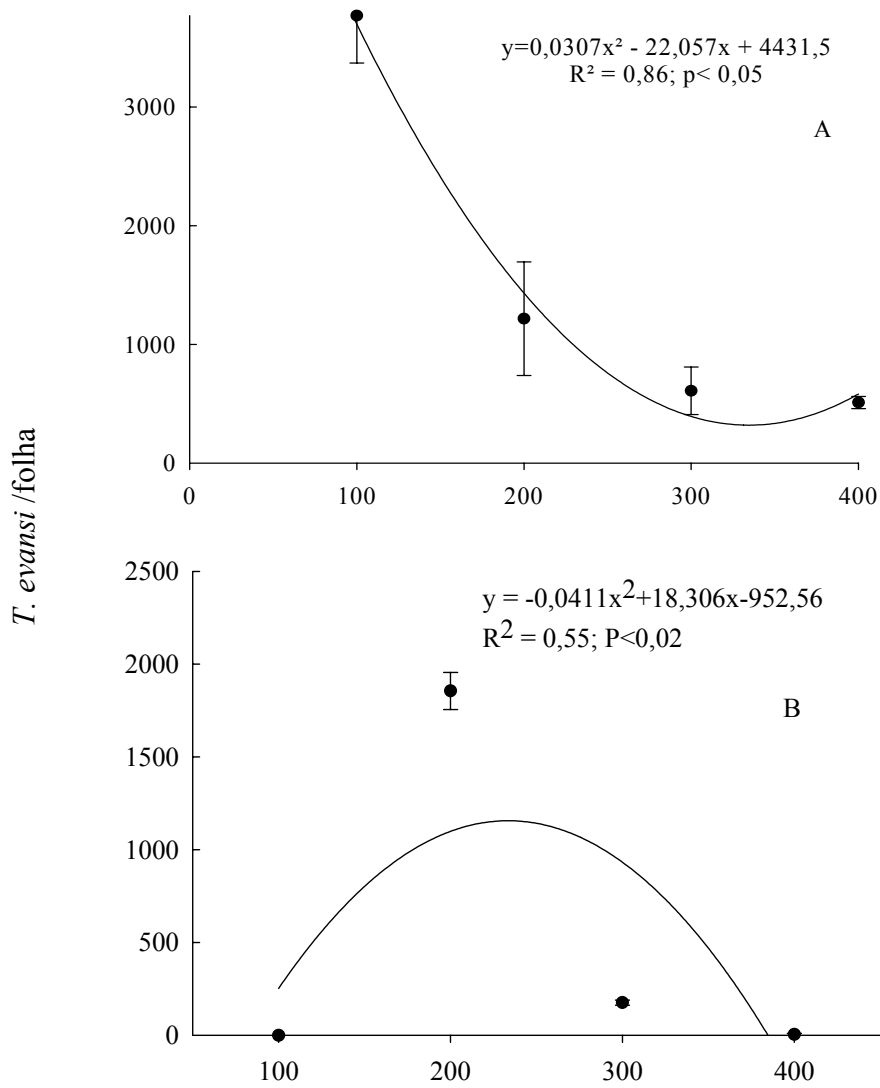 y=0,0307x² - 22,057x + 4431,5
R² = 0,86; p< 0,05
A
3000
2000
1000
0
0 100 200 300 400
T. evansi /folha
2500
y = -0,0411x²+18,306x-952,56
R² = 0,55; P<0,02
2000
B
1500
1000
500
0
100 200 300 400